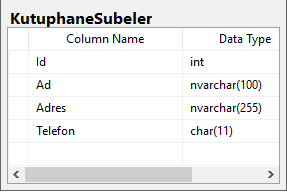 KutuphaneSubeler
Column Name Data Type
Id int
Ad nvarchar(100)
Adres nvarchar(255)
Telefon char(11)